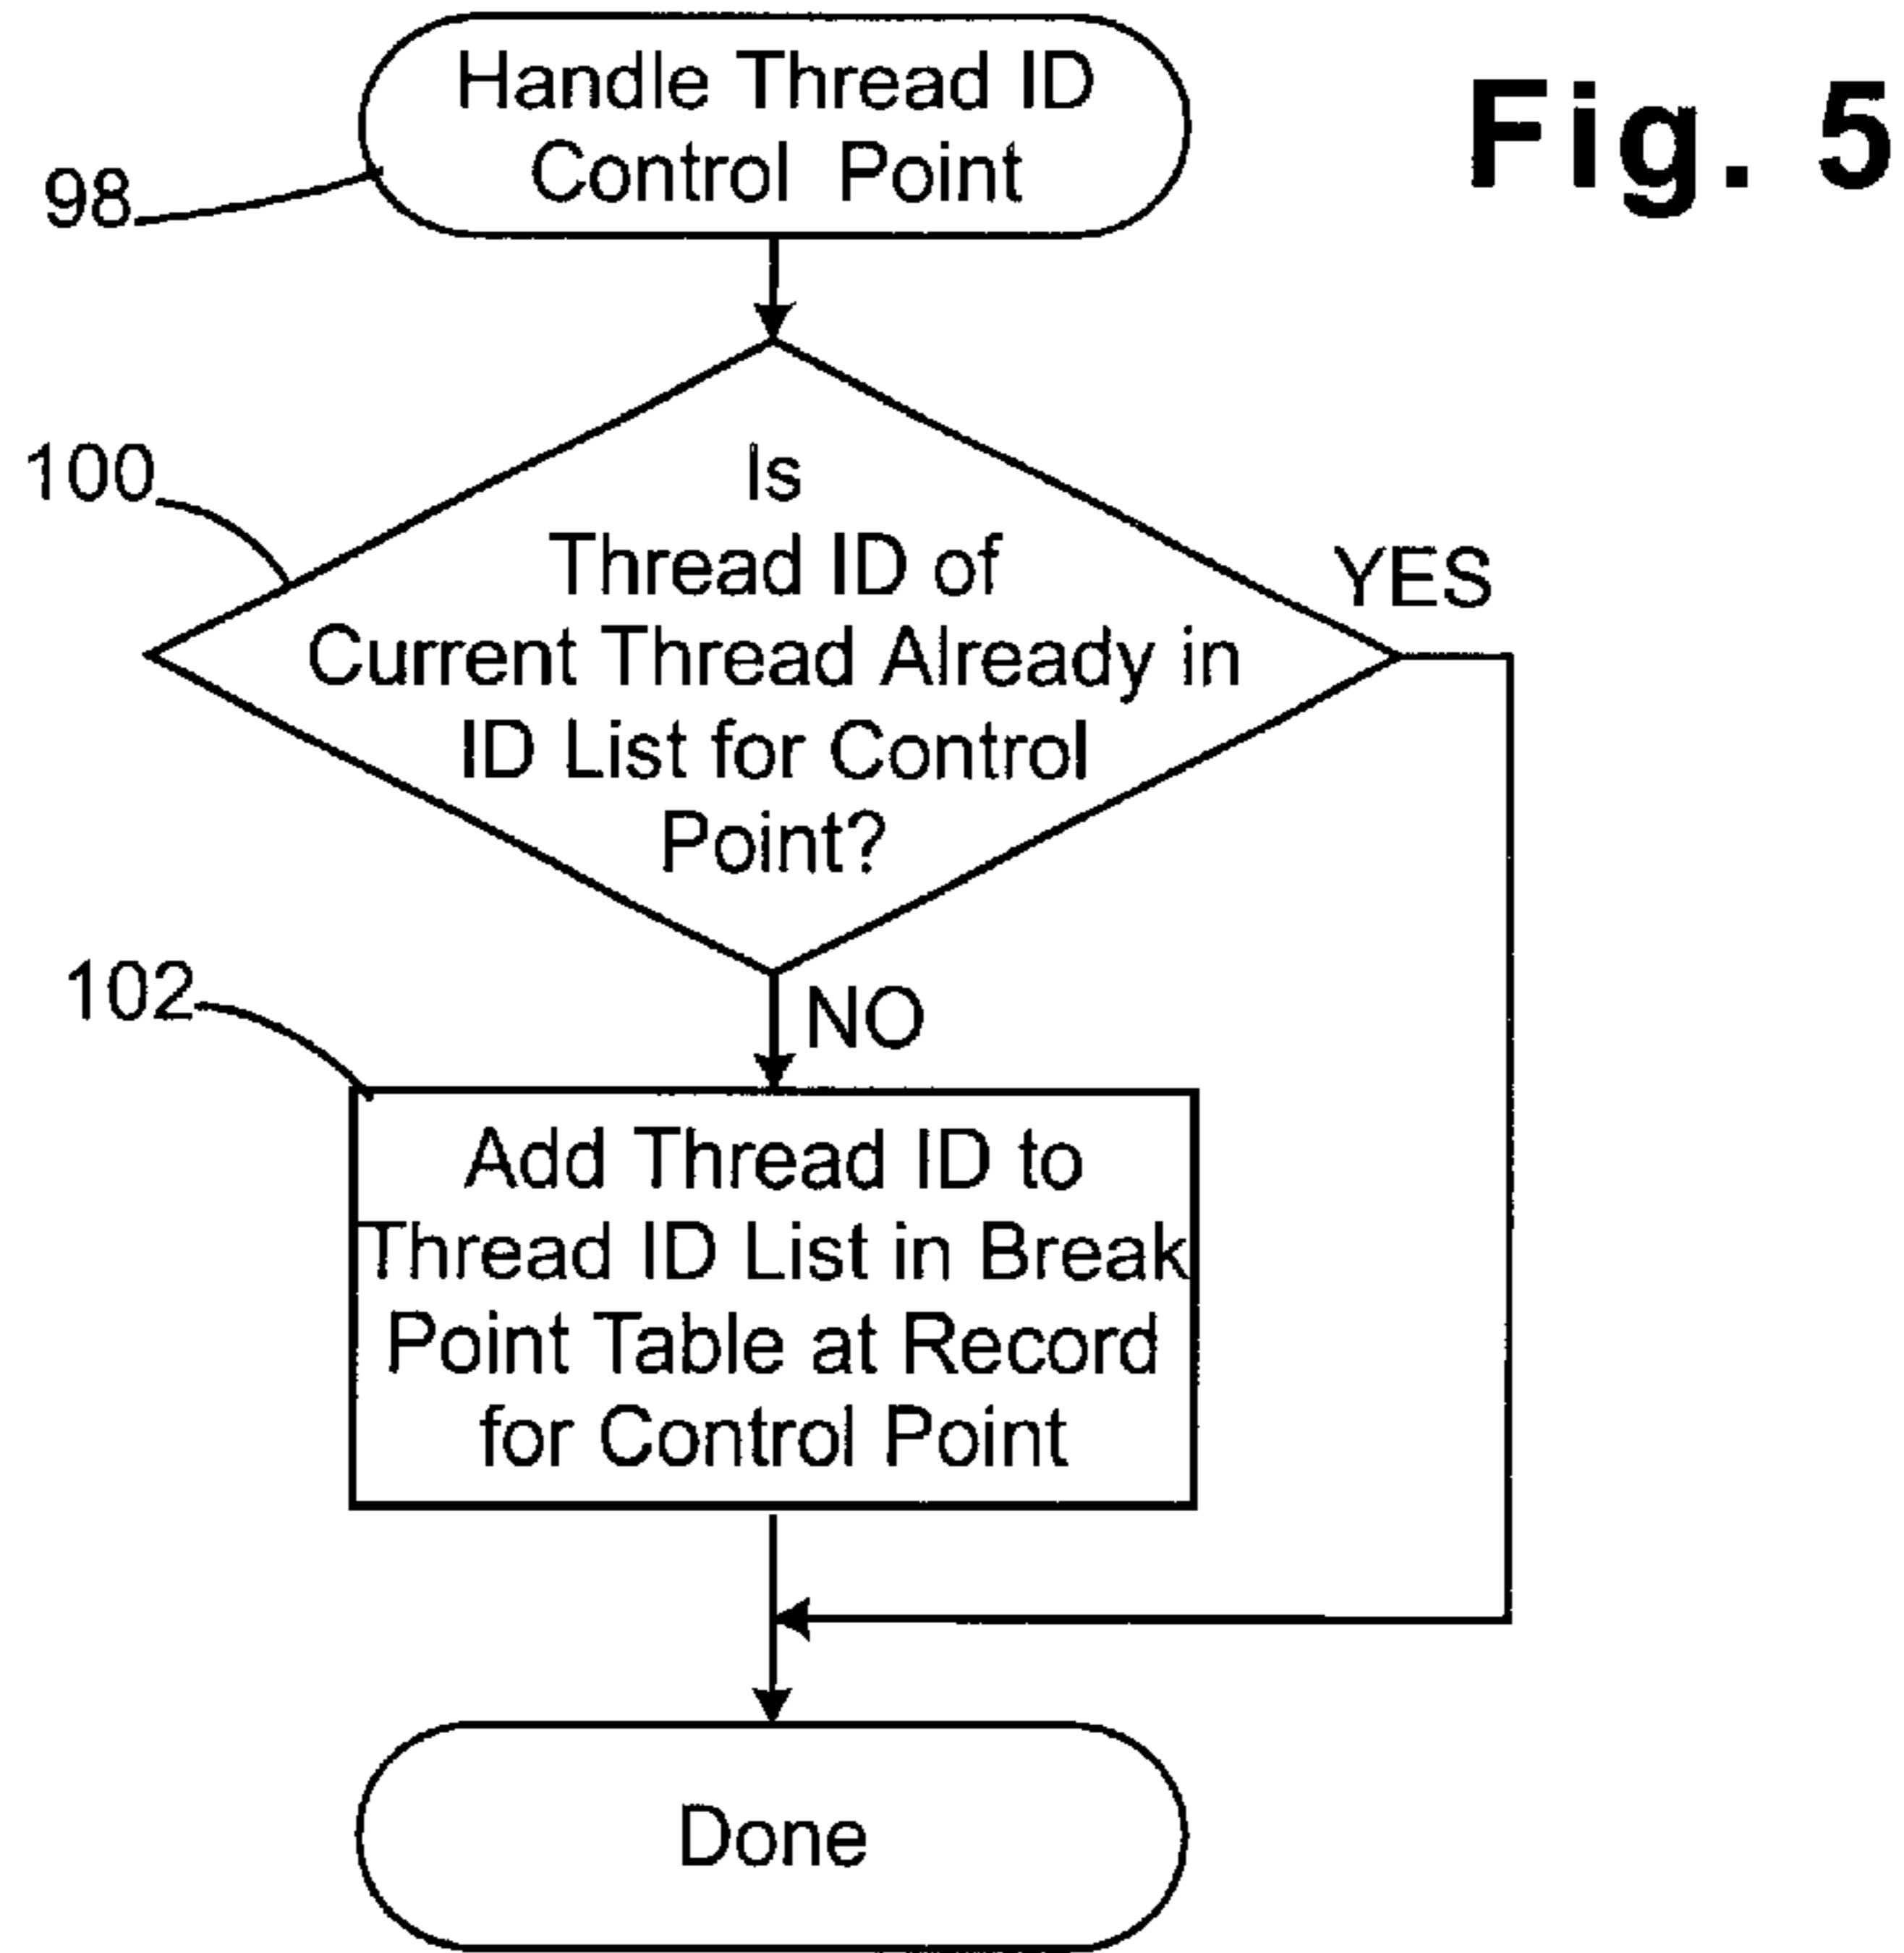 Handle Thread ID
Control Point
Fig. 5
98
100
Is
Thread ID of
Current Thread Already in
ID List for Control
Point?
YES
102
NO
Add Thread ID to
Thread ID List in Break
Point Table at Record
for Control Point
Done